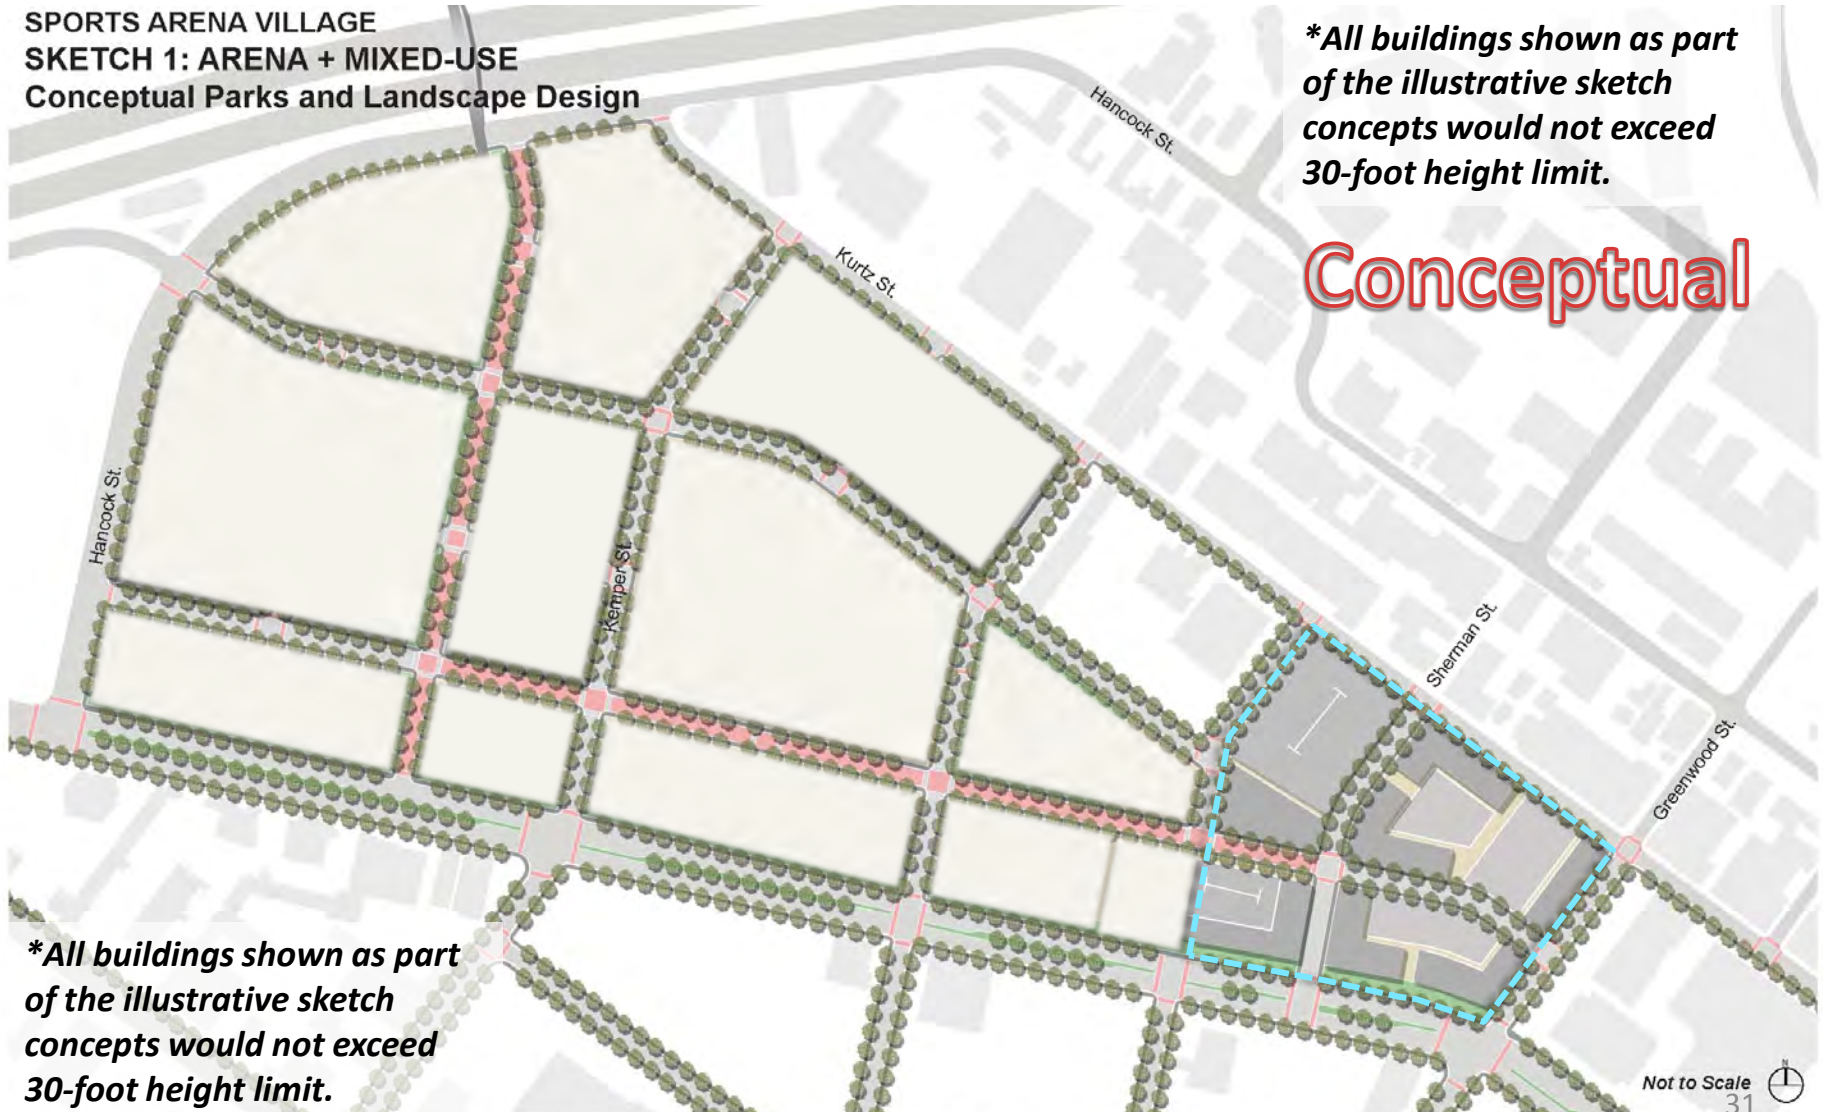 SPORTS ARENA VILLAGE
SKETCH 1: ARENA + MIXED-USE
Conceptual Parks and Landscape Design
*All buildings shown as part
of the illustrative sketch
concepts would not exceed
30-foot height limit.
Conceptual
Hancock St.
Kurtz St.
Hancock St.
Kemper St.
Sherman St.
Greenwood St.
*All buildings shown as part
of the illustrative sketch
concepts would not exceed
30-foot height limit.
Not to Scale
N
31